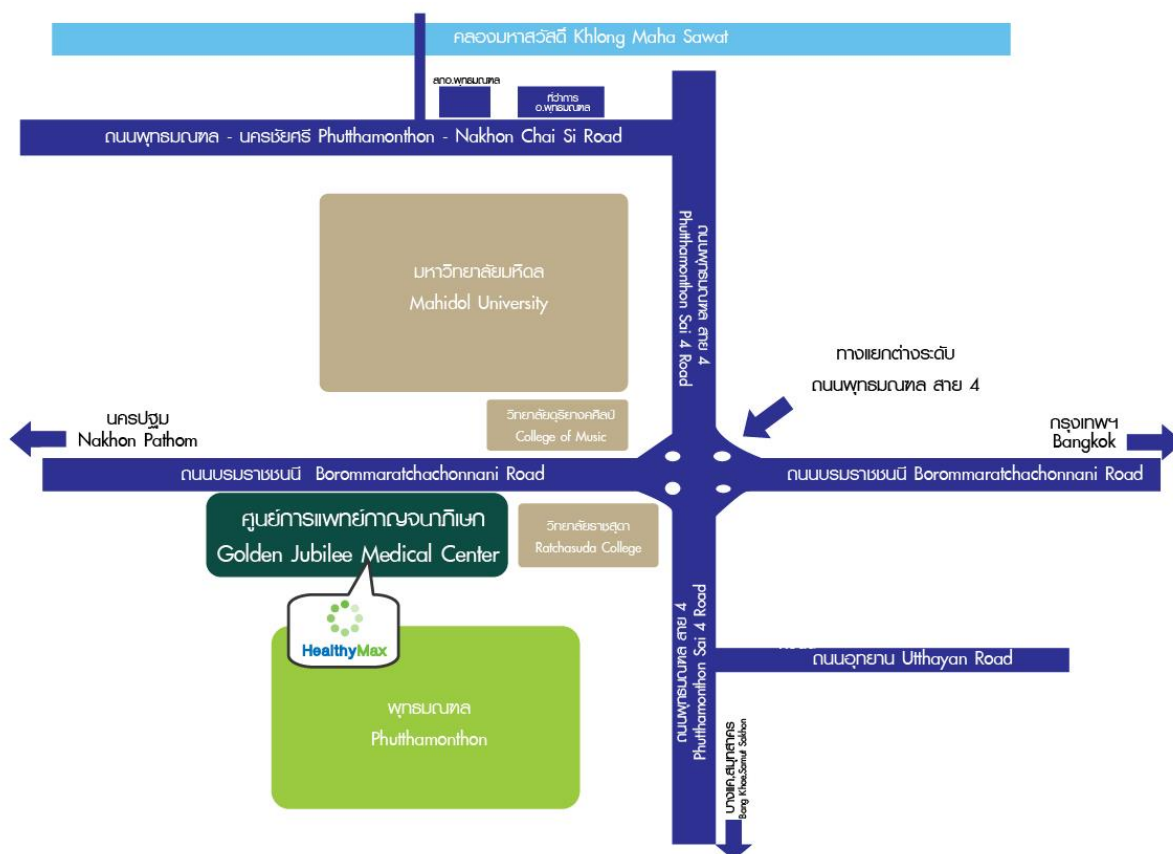 คลองมหาสวัสดิ์ Khlong Maha Sawat
สภอ.พุทธมณฑล
ที่ว่าการ
อ.พุทธมณฑล
ถนนพุทธมณฑล - นครชัยศรี Phutthamonthon - Nakhon Chai Si Road
ถนนพุทธมณฑล สาย 4
Phutthamonthon Sai 4 Road
มหาวิทยาลัยมหิดล
Mahidol University
ทางแยกต่างระดับ
ถนนพุทธมณฑล สาย 4
วิทยาลัยดุริยางคศิลป์
College of Music
นครปฐม
Nakhon Pathom
กรุงเทพฯ
Bangkok
ถนนบรมราชชนนี Borommaratchachonnani Road
ถนนบรมราชชนนี Borommaratchachonnani Road
ศูนย์การแพทย์กาญจนาภิเษก
Golden Jubilee Medical Center
วิทยาลัยราชสุดา
Ratchasuda College
HealthyMax
ถนนพุทธมณฑล สาย 4
Phutthamonthon Sai 4 Road
ถนนอุทยาน Utthayan Road
พุทธมณฑล
Phutthamonthon
บางแค,สมุทรสาคร
Bang Khae,Samut Sakhon